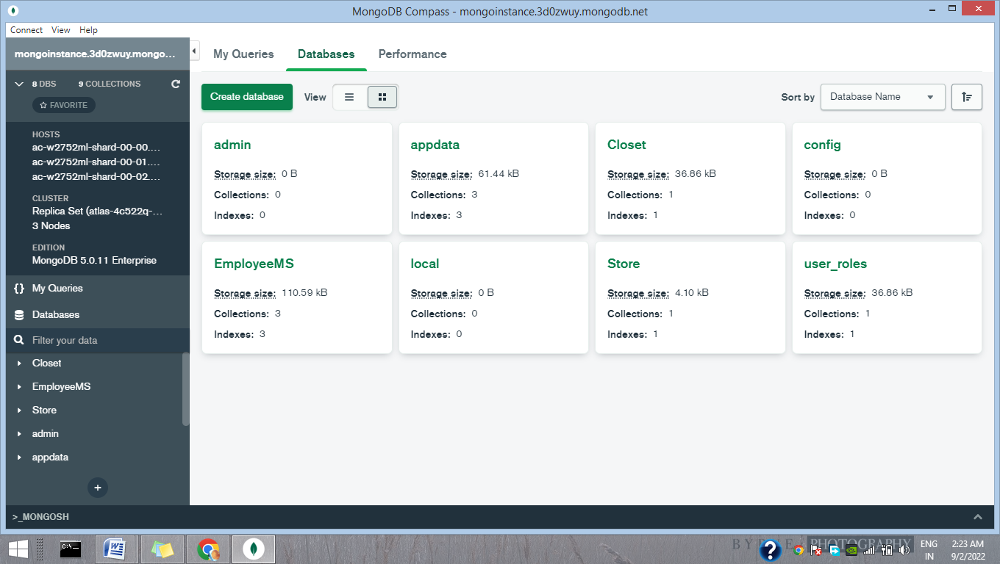 MongoDB Compass - mongoinstance.3d0zwuy.mongodb.net
Connect View Help
mongoinstance.3d0zwuy.mongo...
My Queries Databases Performance
8 DBS 9 COLLECTIONS
FAVORITE
HOSTS
ac-w2752ml-shard-00-00....
ac-w2752ml-shard-00-01....
ac-w2752ml-shard-00-02....
CLUSTER
Replica Set (atlas-4c522q-...
3 Nodes
EDITION
MongoDB 5.0.11 Enterprise
{} My Queries
Databases
Filter your data
Closet
EmployeeMS
Store
admin
appdata
+
Create database View Sort by Database Name
admin
Storage size: 0 B
Collections: 0
Indexes: 0
appdata
Storage size: 61.44 kB
Collections: 3
Indexes: 3
Closet
Storage size: 36.86 kB
Collections: 1
Indexes: 1
config
Storage size: 0 B
Collections: 0
Indexes: 0
EmployeeMS
Storage size: 110.59 kB
Collections: 3
Indexes: 3
local
Storage size: 0 B
Collections: 0
Indexes: 0
Store
Storage size: 4.10 kB
Collections: 1
Indexes: 1
user_roles
Storage size: 36.86 kB
Collections: 1
Indexes: 1
>_MONGOSH
PHOTOGRAPHY
ENG
IN
2:23 AM
9/2/2022